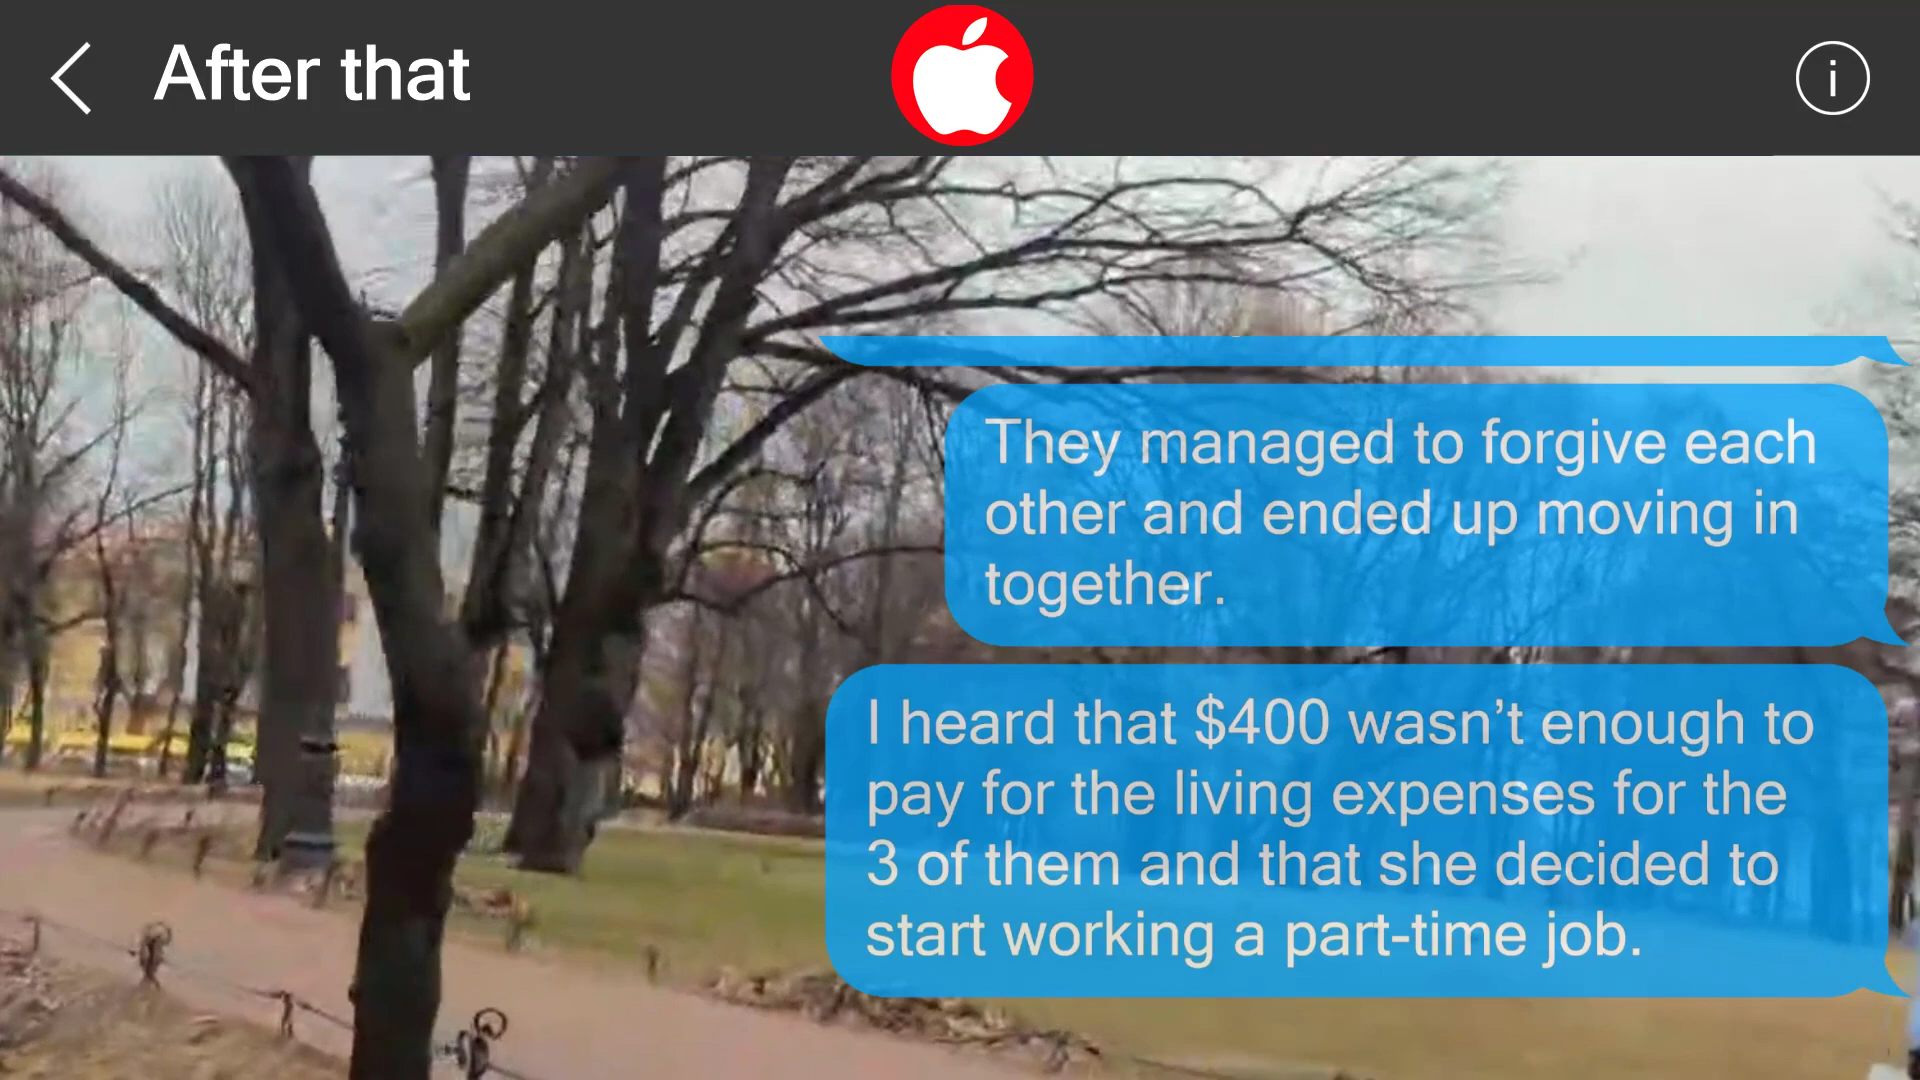 After that
They managed to forgive each
other and ended up moving in
together.
I heard that $400 wasn’t enough to
pay for the living expenses for the
3 of them and that she decided to
start working a part-time job.